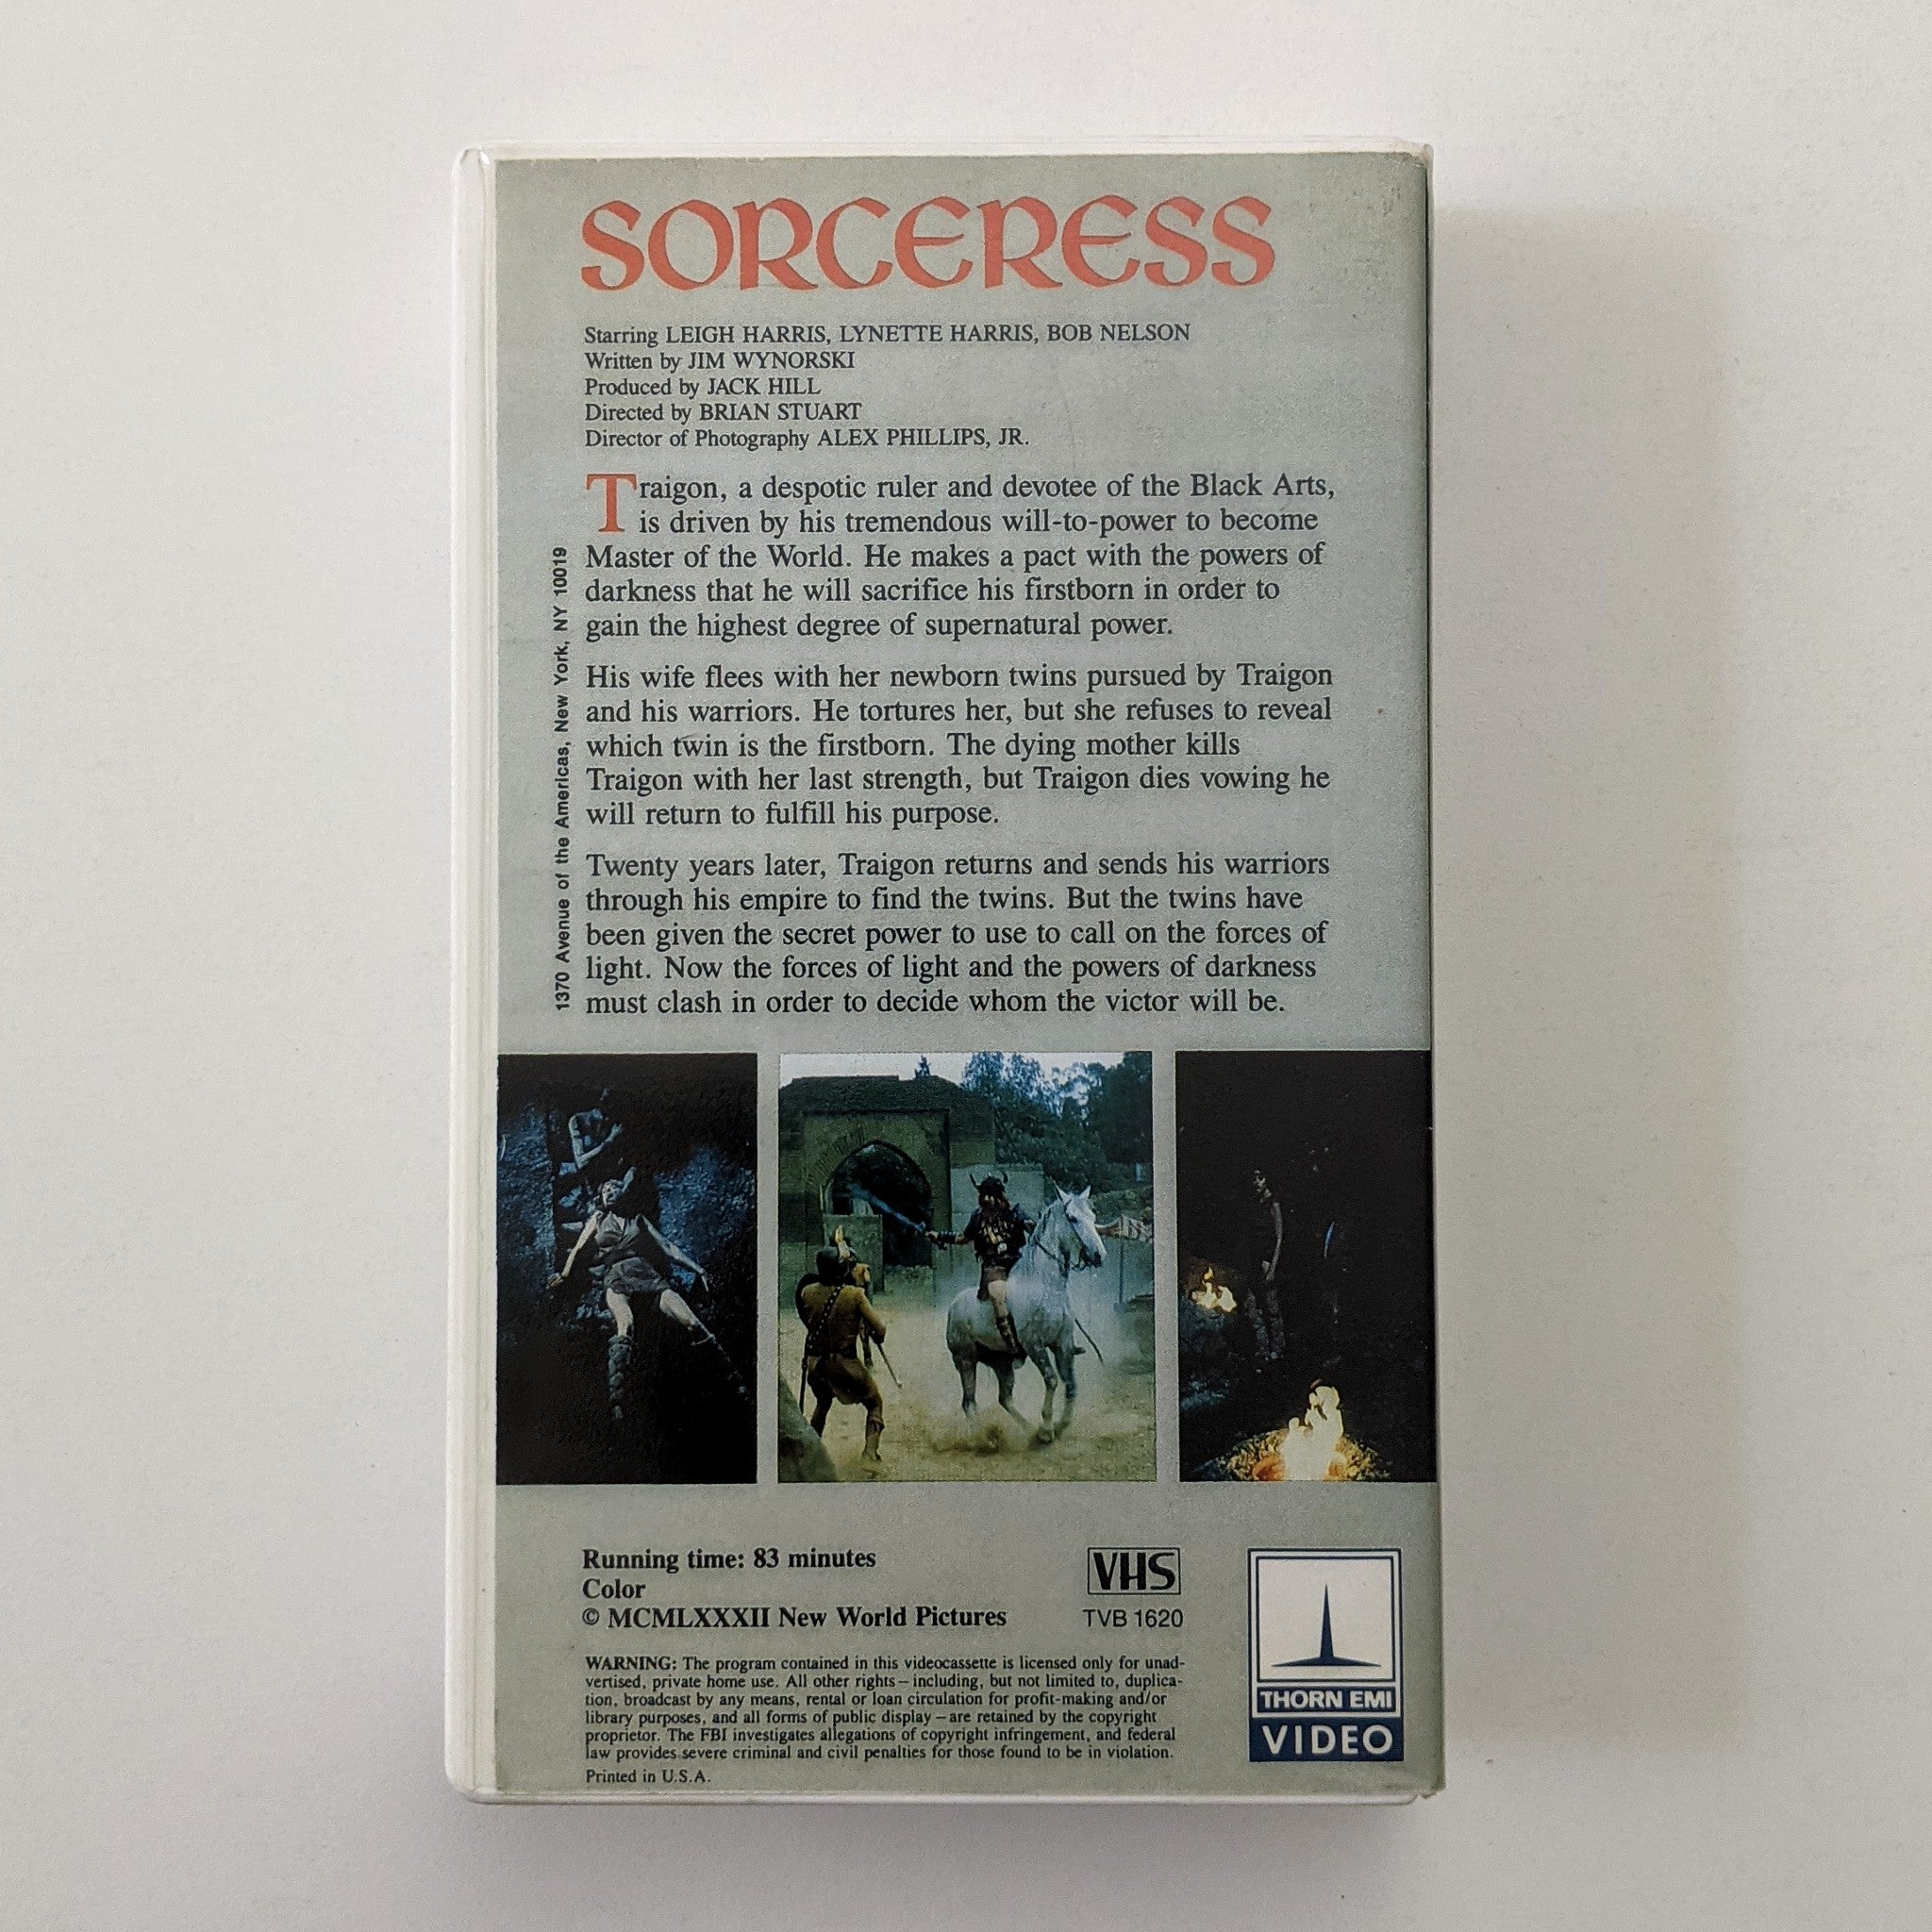 SORCERESS
Starring LEIGH HARRIS, LYNETTE HARRIS, BOB NELSON
Written by JIM WYNORSKI
Produced by JACK HILL
Directed by BRIAN STUART
Director of Photography ALEX PHILLIPS, JR.
Traigon, a despotic ruler and devotee of the Black Arts,
is driven by his tremendous will-to-power to become
Master of the World. He makes a pact with the powers of
darkness that he will sacrifice his firstborn in order to
gain the highest degree of supernatural power.
His wife flees with her newborn twins pursued by Traigon
and his warriors. He tortures her, but she refuses to reveal
which twin is the firstborn. The dying mother kills
Traigon with her last strength, but Traigon dies vowing he
will return to fulfill his purpose.
Twenty years later, Traigon returns and sends his warriors
through his empire to find the twins. But the twins have
been given the secret power to use to call on the forces of
light. Now the forces of light and the powers of darkness
must clash in order to decide whom the victor will be.
1370 Avenue of the Americas, New York, NY 10019
Running time: 83 minutes
Color
© MCMLXXXII New World Pictures
VHS
TVB 1620
WARNING: The program contained in this videocassette is licensed only for unad-
vertised, private home use. All other rights—including, but not limited to, duplica-
tion, broadcast by any means, rental or loan circulation for profit-making and/or
library purposes, and all forms of public display—are retained by the copyright
proprietor. The FBI investigates allegations of copyright infringement, and federal
law provides severe criminal and civil penalties for those found to be in violation.
Printed in U.S.A.
THORN EMI
VIDEO